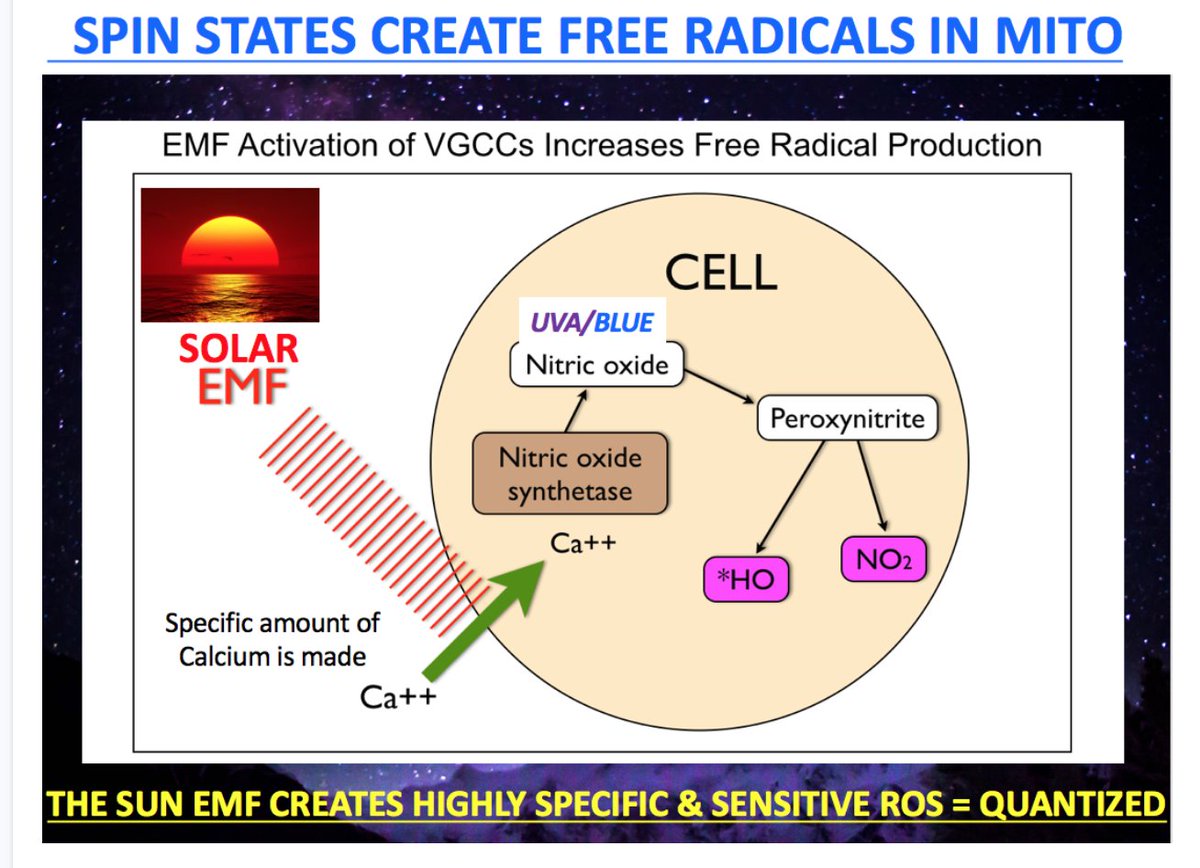 SPIN STATES CREATE FREE RADICALS IN MITO
EMF Activation of VGCCs Increases Free Radical Production
SOLAR
EMF
CELL
UVA/BLUE
Nitric oxide
Peroxynitrite
Nitric oxide
synthetase
Ca++
*HO
NO₂
Specific amount of
Calcium is made
Ca++
THE SUN EMF CREATES HIGHLY SPECIFIC & SENSITIVE ROS = QUANTIZED